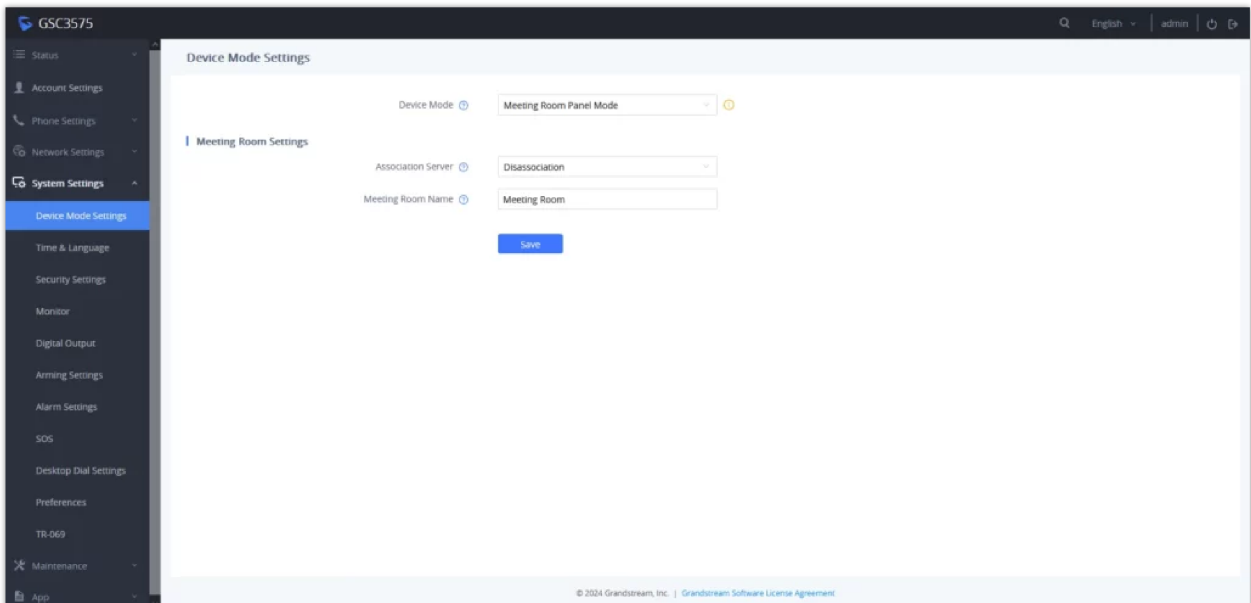 GSC3575
English
admin
Status
Account Settings
Phone Settings
Network Settings
System Settings
Device Mode Settings
Time & Language
Security Settings
Monitor
Digital Output
Arming Settings
Alarm Settings
SOS
Desktop Dial Settings
Preferences
TR-069
Maintenance
App
Device Mode Settings
Device Mode Meeting Room Panel Mode
Meeting Room Settings
Association Server Disassociation
Meeting Room Name Meeting Room
Save
© 2024 Grandstream, Inc. | Grandstream Software License Agreement